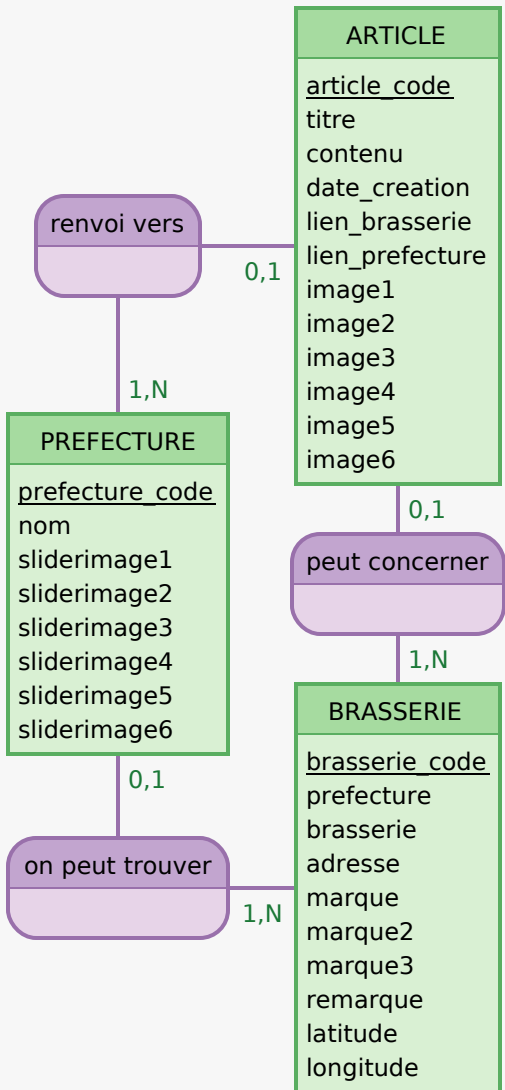 ARTICLE
article_code
titre
contenu
date_creation
lien_brasserie
lien_prefecture
image1
image2
image3
image4
image5
image6
renvoi vers
0,1
1,N
PREFECTURE
prefecture_code
nom
sliderimage1
sliderimage2
sliderimage3
sliderimage4
sliderimage5
sliderimage6
0,1
peut concerner
1,N
BRASSERIE
brasserie_code
prefecture
brasserie
adresse
marque
marque2
marque3
remarque
latitude
longitude
0,1
on peut trouver
1,N